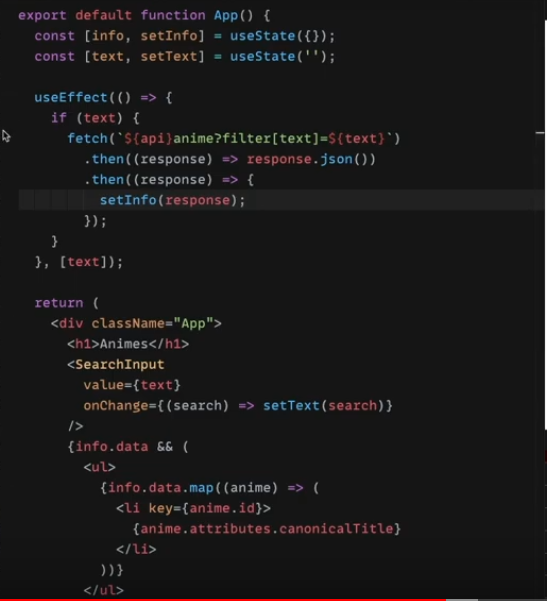 export default function App() {
const [info, setInfo] = useState({});
const [text, setText] = useState('');
useEffect(() => {
if (text) {
fetch(`${api}anime?filter[text]=${text}`)
.then((response) => response.json())
.then((response) => {
setInfo(response);
});
}
}, [text]);
return (
<div className="App">
<h1>Animes</h1>
<SearchInput
value={text}
onChange={(search) => setText(search)}
/>
{info.data && (
<ul>
{info.data.map((anime) => (
<li key={anime.id}>
{anime.attributes.canonicalTitle}
</li>
))}
</ul>